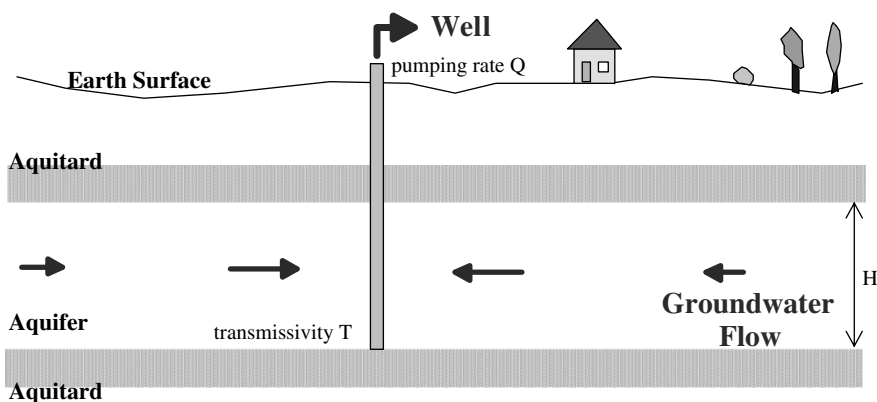 Well
pumping rate Q
Earth Surface
Aquitard
H
Groundwater
Flow
Aquifer
transmissivity T
Aquitard